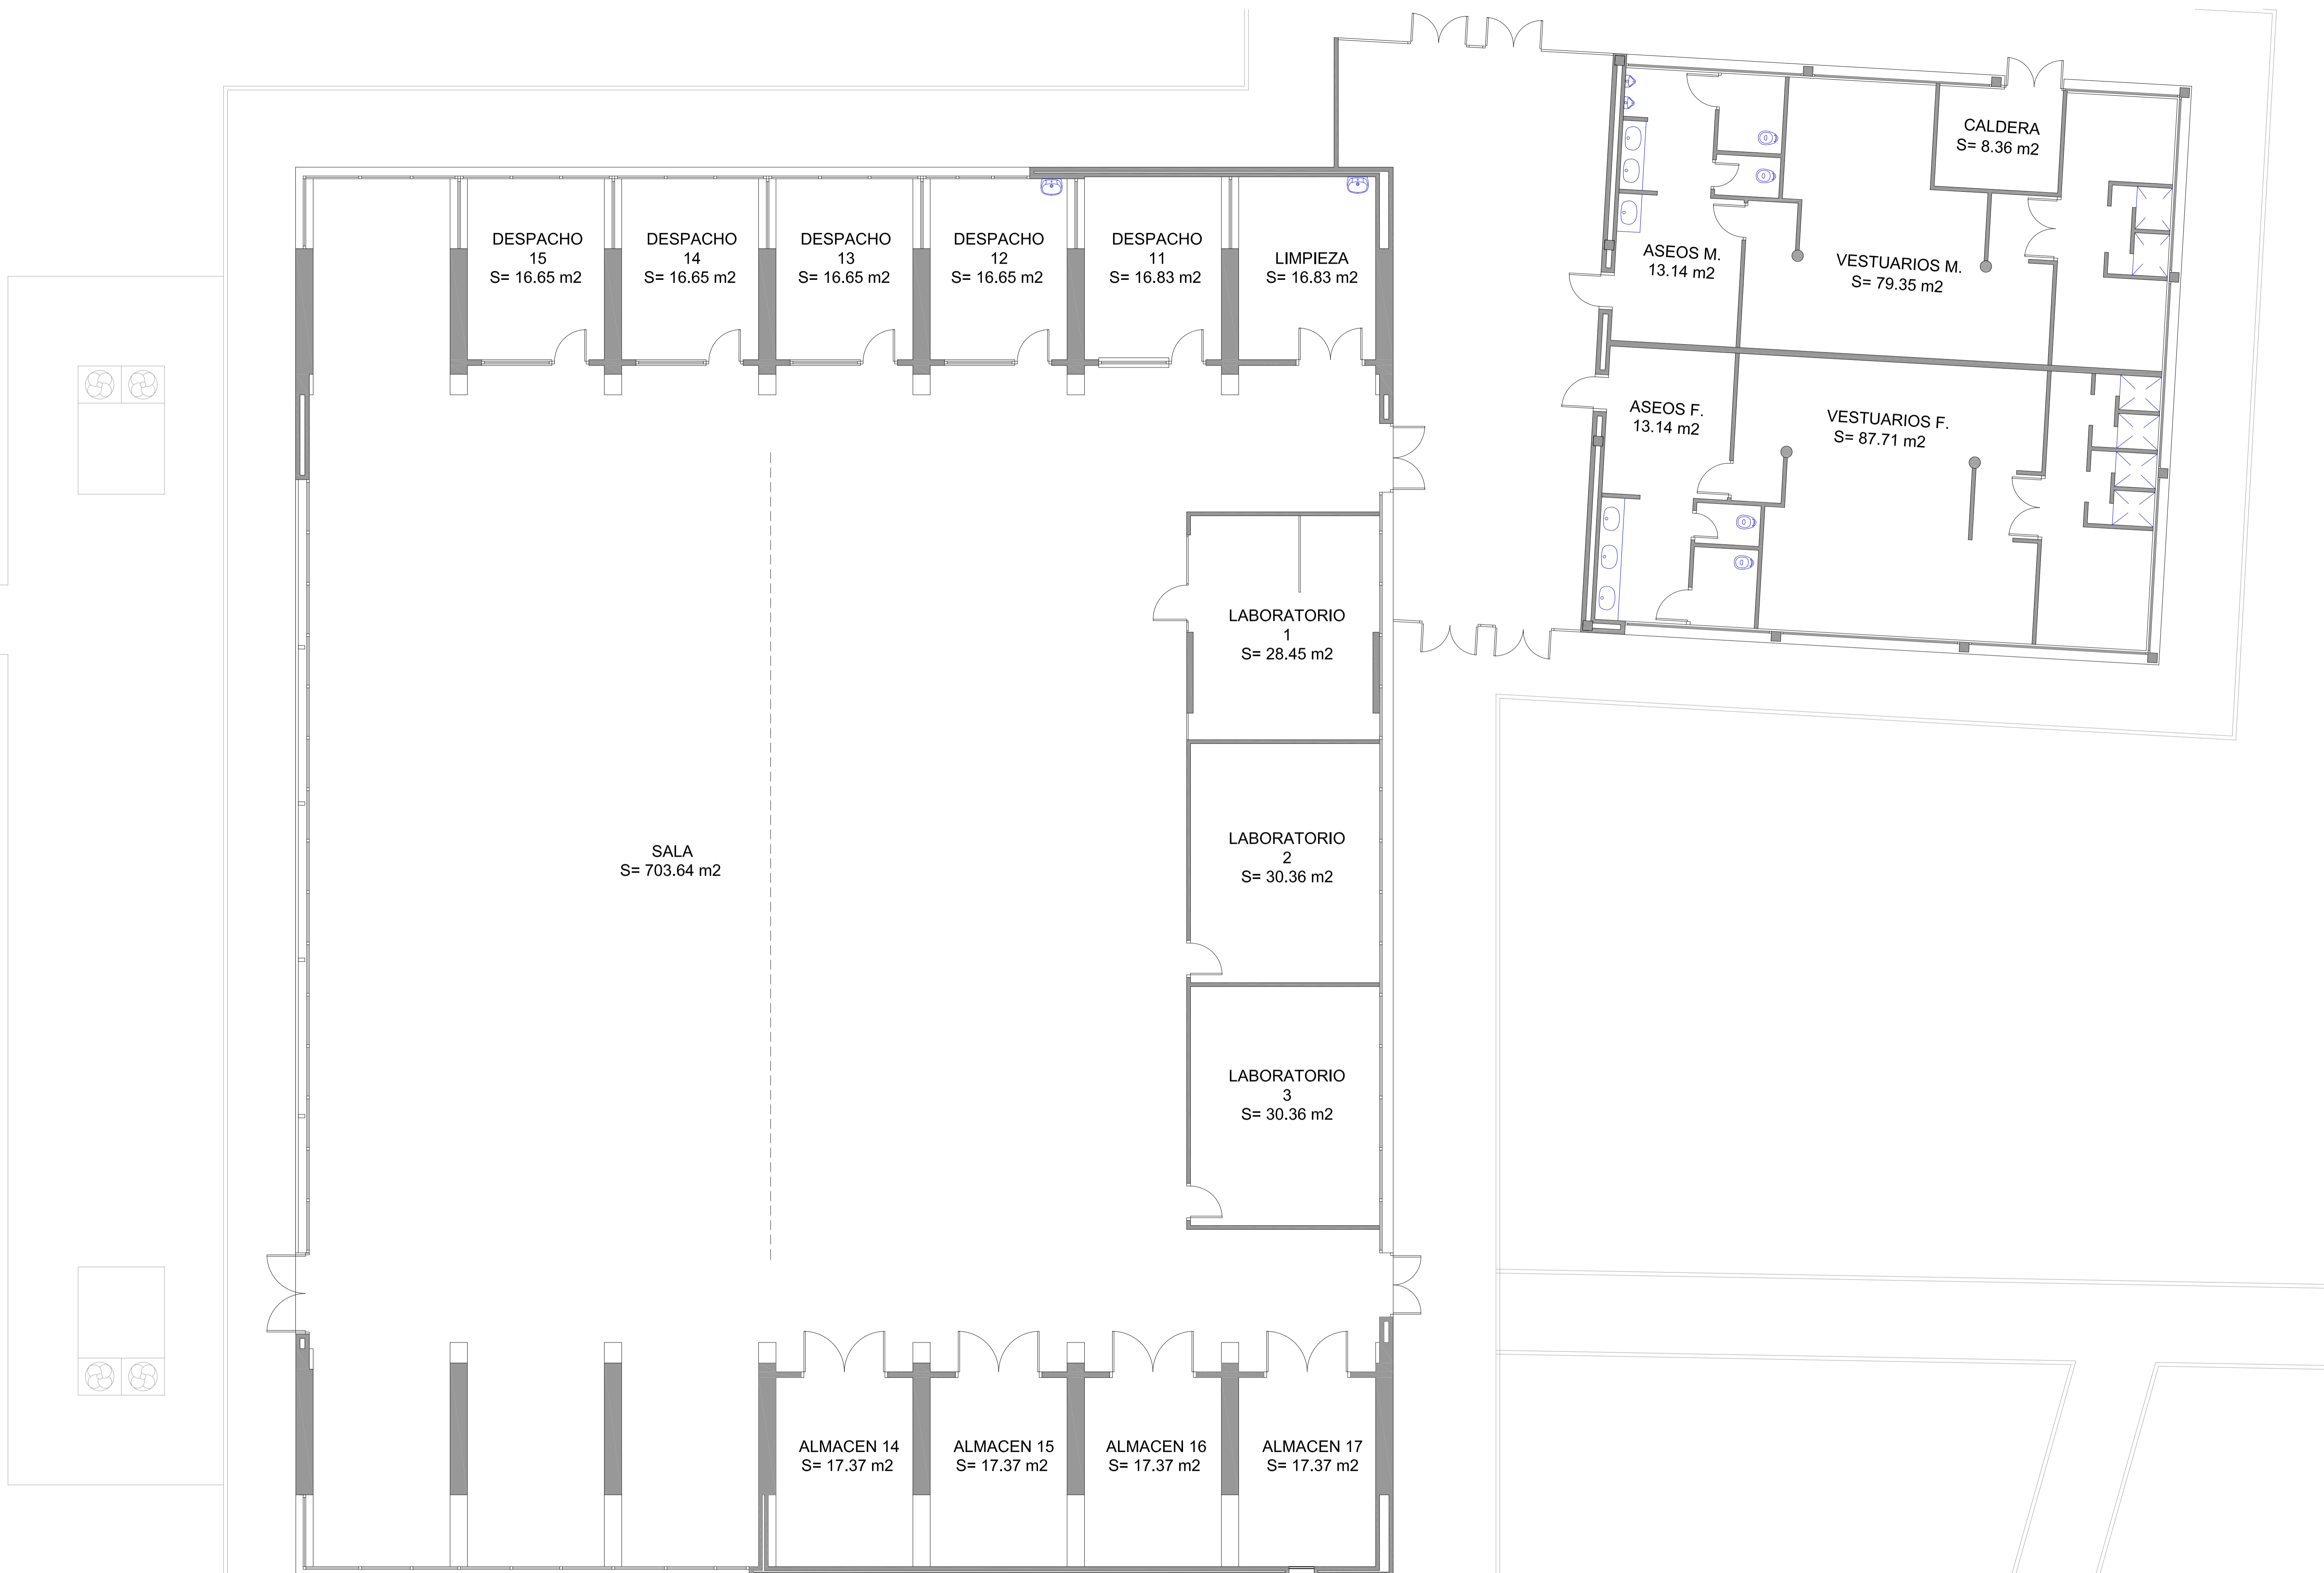 CALDERA
S= 8.36 m2
DESPACHO
15
S= 16.65 m2
DESPACHO
14
S= 16.65 m2
DESPACHO
13
S= 16.65 m2
DESPACHO
12
S= 16.65 m2
DESPACHO
11
S= 16.83 m2
LIMPIEZA
S= 16.83 m2
ASEOS M.
13.14 m2
VESTUARIOS M.
S= 79.35 m2
ASEOS F.
13.14 m2
VESTUARIOS F.
S= 87.71 m2
LABORATORIO
1
S= 28.45 m2
SALA
S= 703.64 m2
LABORATORIO
2
S= 30.36 m2
LABORATORIO
3
S= 30.36 m2
ALMACEN 14
S= 17.37 m2
ALMACEN 15
S= 17.37 m2
ALMACEN 16
S= 17.37 m2
ALMACEN 17
S= 17.37 m2